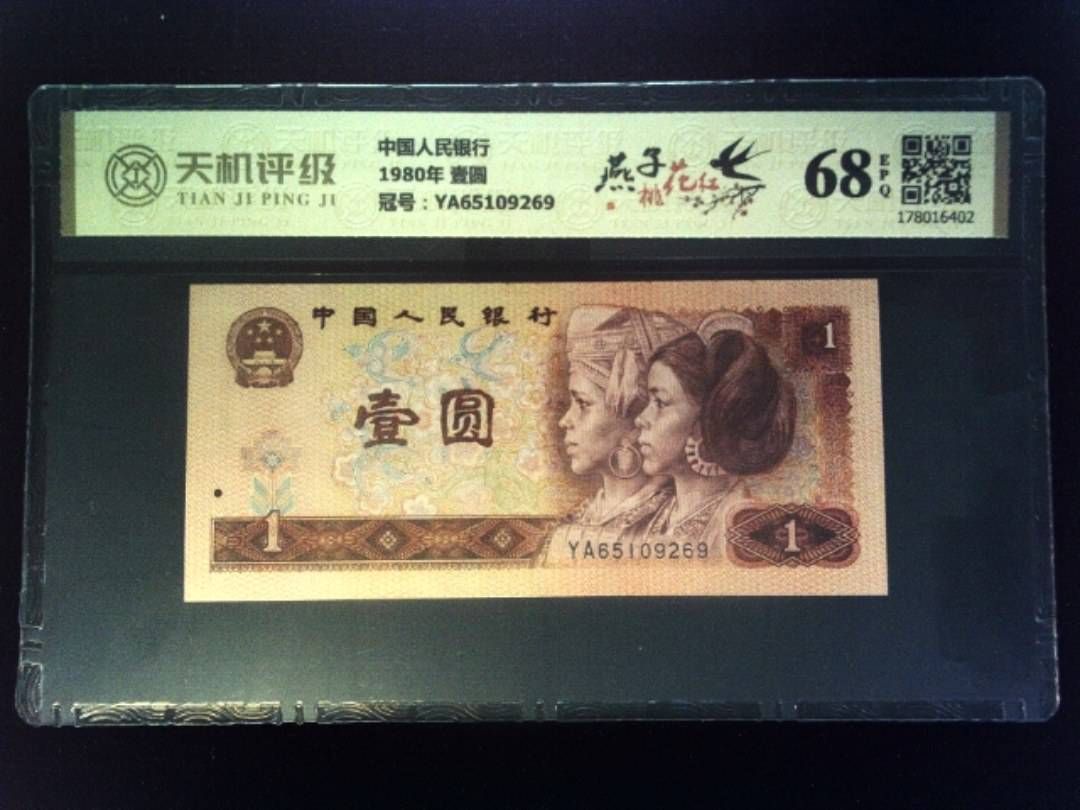 天机评级
TIAN JI PING JI
中国人民银行
1980年 壹圆
冠号：YA65109269
燕子
桃花红
68
EPQ
178016402
中国人民银行
1
壹圆
1
YA65109269
1